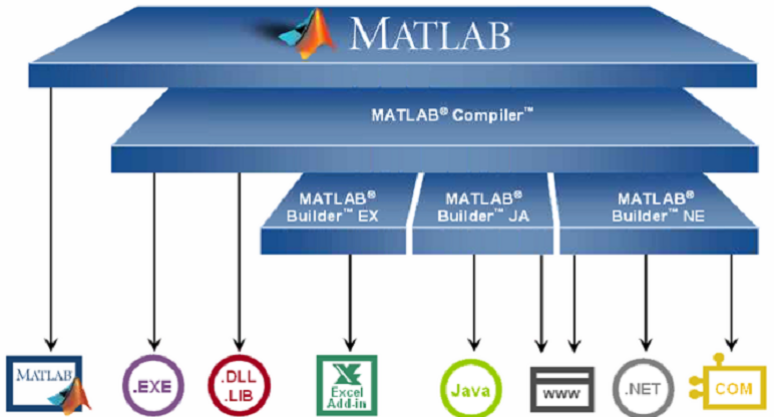 MATLAB®
MATLAB® Compiler™
MATLAB®
Builder™ EX
MATLAB®
Builder™ JA
MATLAB®
Builder™ NE
MATLAB
.EXE
.DLL
.LIB
Excel
Add-in
Java
www
.NET
COM